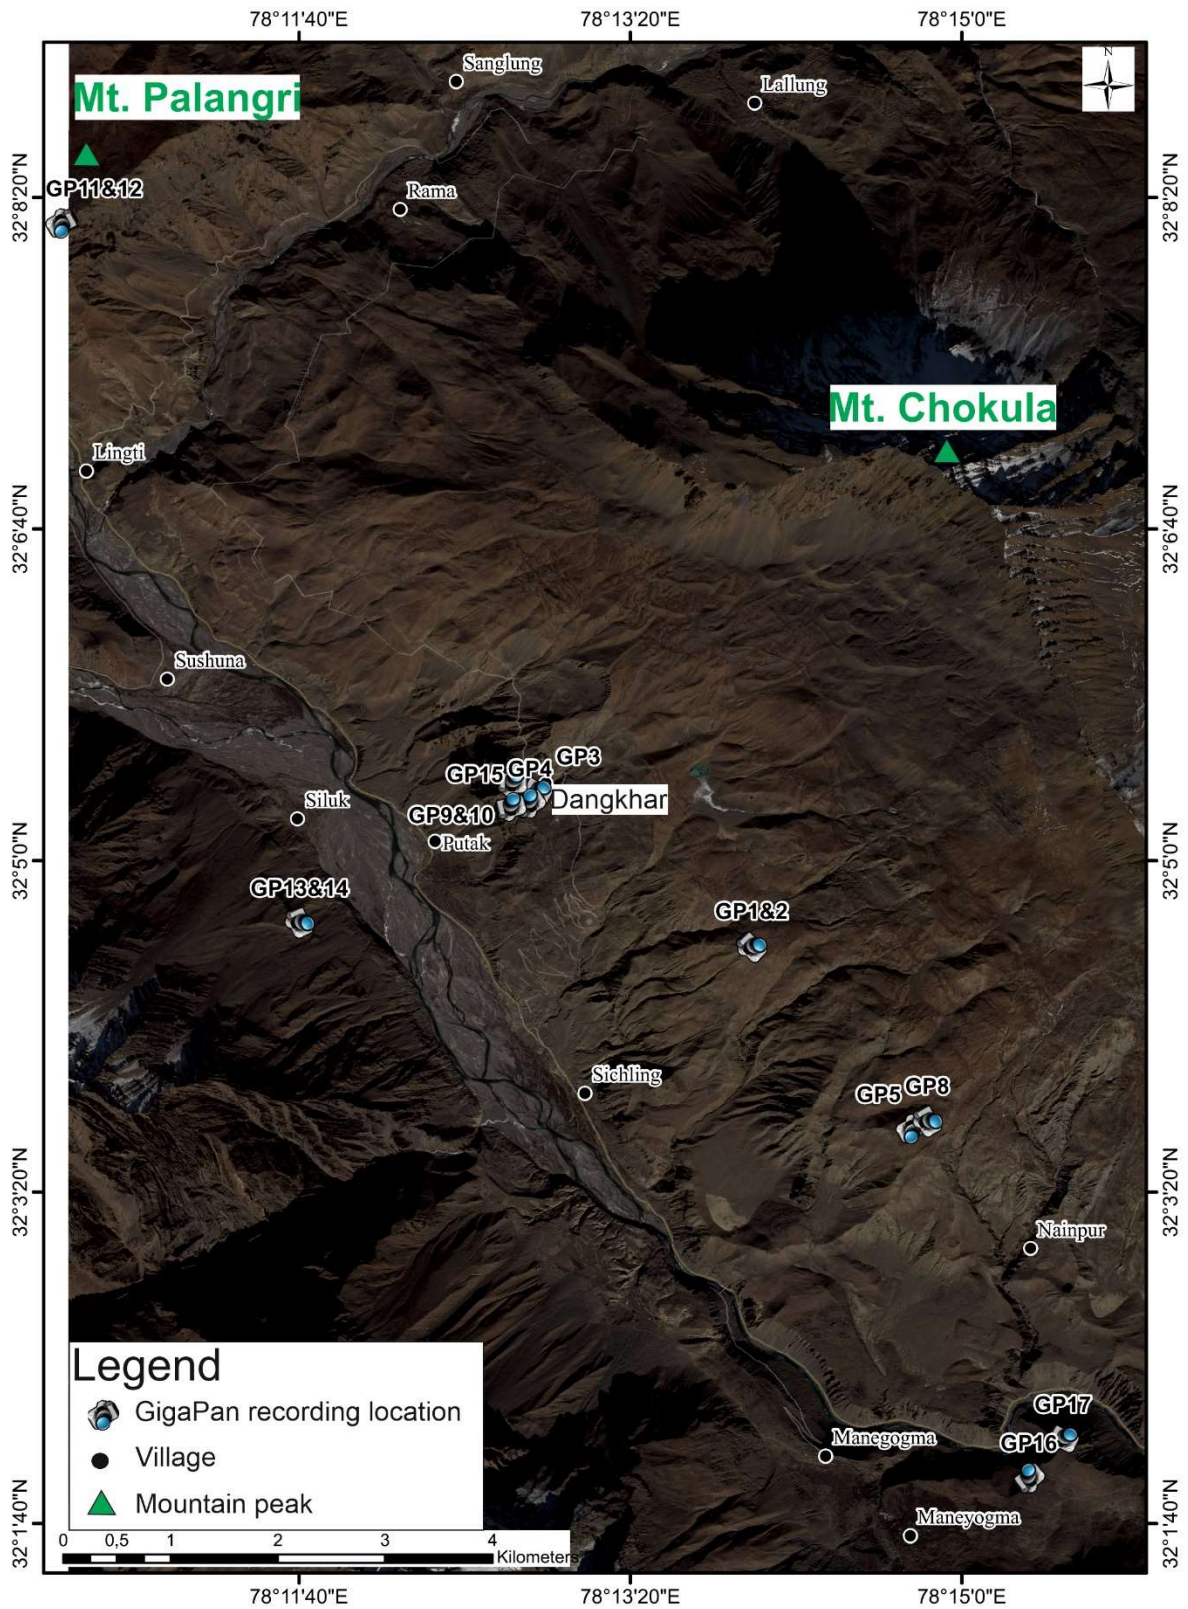 78°11'40"E
78°13'20"E
78°15'0"E
N
Sanglung
Lallung
Mt. Palangri
GP11&12
Rama
32°8'20"N
32°8'20"N
Mt. Chokula
Lingti
32°6'40"N
32°6'40"N
Sushuna
GP15
GP4
GP3
Dangkhar
GP9&10
Siluk
Putak
32°5'0"N
32°5'0"N
GP13&14
GP1&2
Sichling
GP5
GP8
32°3'20"N
32°3'20"N
Nainpur
Legend
GigaPan recording location
Village
Mountain peak
GP17
Manegogma
GP16
Maneyogma
32°1'40"N
32°1'40"N
0 0,5 1 2 3 4
Kilometers
78°11'40"E
78°13'20"E
78°15'0"E